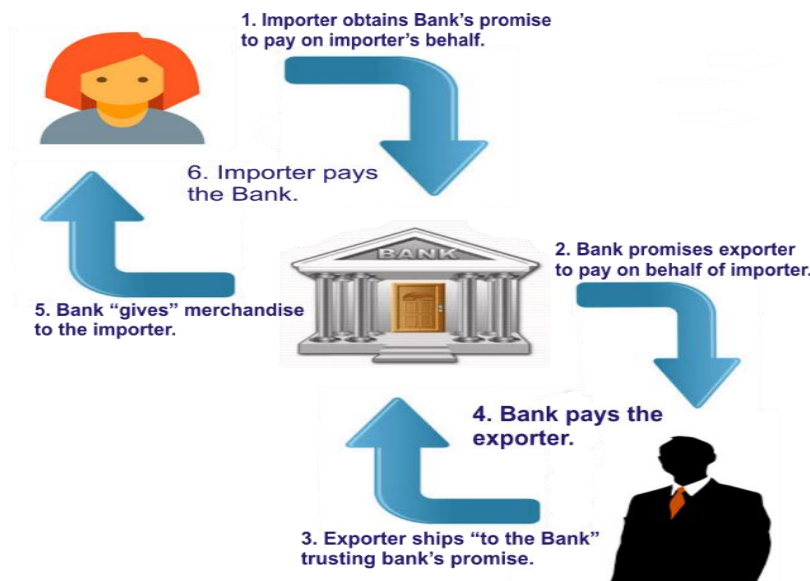 1. Importer obtains Bank's promise
to pay on importer's behalf.
6. Importer pays
the Bank.
BANK
2. Bank promises exporter
to pay on behalf of importer.
5. Bank “gives” merchandise
to the importer.
4. Bank pays the
exporter.
3. Exporter ships “to the Bank”
trusting bank's promise.